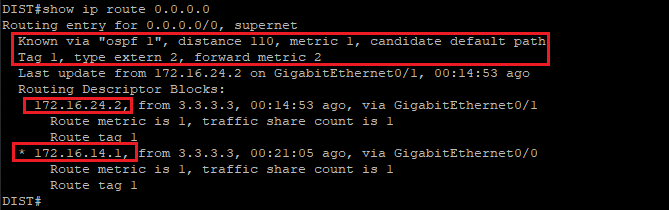 DIST#show ip route 0.0.0.0
Routing entry for 0.0.0.0/0, supernet
Known via "ospf 1", distance 110, metric 1, candidate default path
Tag 1, type extern 2, forward metric 2
Last update from 172.16.24.2 on GigabitEthernet0/1, 00:14:53 ago
Routing Descriptor Blocks:
172.16.24.2, from 3.3.3.3, 00:14:53 ago, via GigabitEthernet0/1
Route metric is 1, traffic share count is 1
Route tag 1
* 172.16.14.1, from 3.3.3.3, 00:21:05 ago, via GigabitEthernet0/0
Route metric is 1, traffic share count is 1
Route tag 1
DIST#